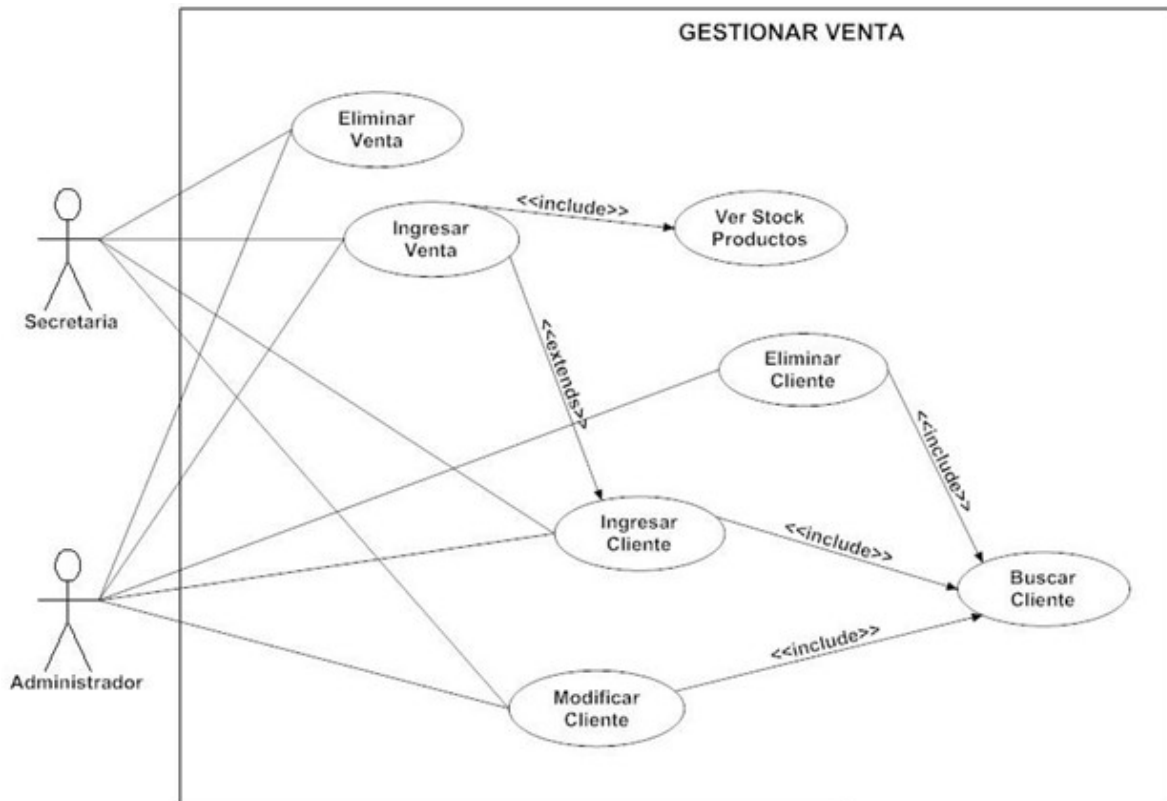 GESTIONAR VENTA
Eliminar
Venta
<<include>>
Ingresar
Venta
Ver Stock
Productos
Secretaria
<<extends>>
Eliminar
Cliente
<<include>>
Ingresar
Cliente
<<include>>
Buscar
Cliente
<<include>>
Administrador
Modificar
Cliente